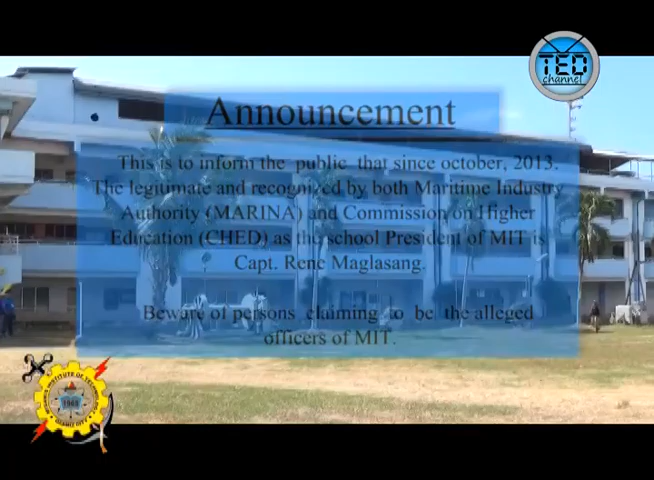 TED
channel
Announcement
This is to inform the public that since october, 2013.
The legitimate and recognized by both Maritime Industry
Authority (MARINA) and Commission on Higher
Education (CHED) as the school President of MIT is
Capt. Rene Maglasang.
Beware of persons claiming to be the alleged
officers of MIT.
INSTITUTE OF